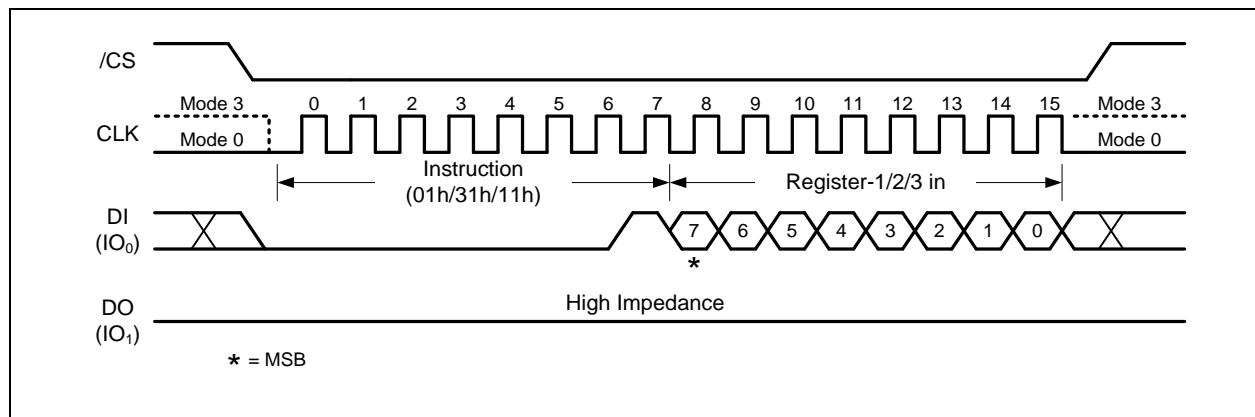 /CS
Mode 3 0 1 2 3 4 5 6 7 8 9 10 11 12 13 14 15 Mode 3
CLK
Mode 0 Mode 0
Instruction
(01h/31h/11h)
Register-1/2/3 in
DI
(IO₀)
7 6 5 4 3 2 1 0
*
High Impedance
DO
(IO₁)
* = MSB